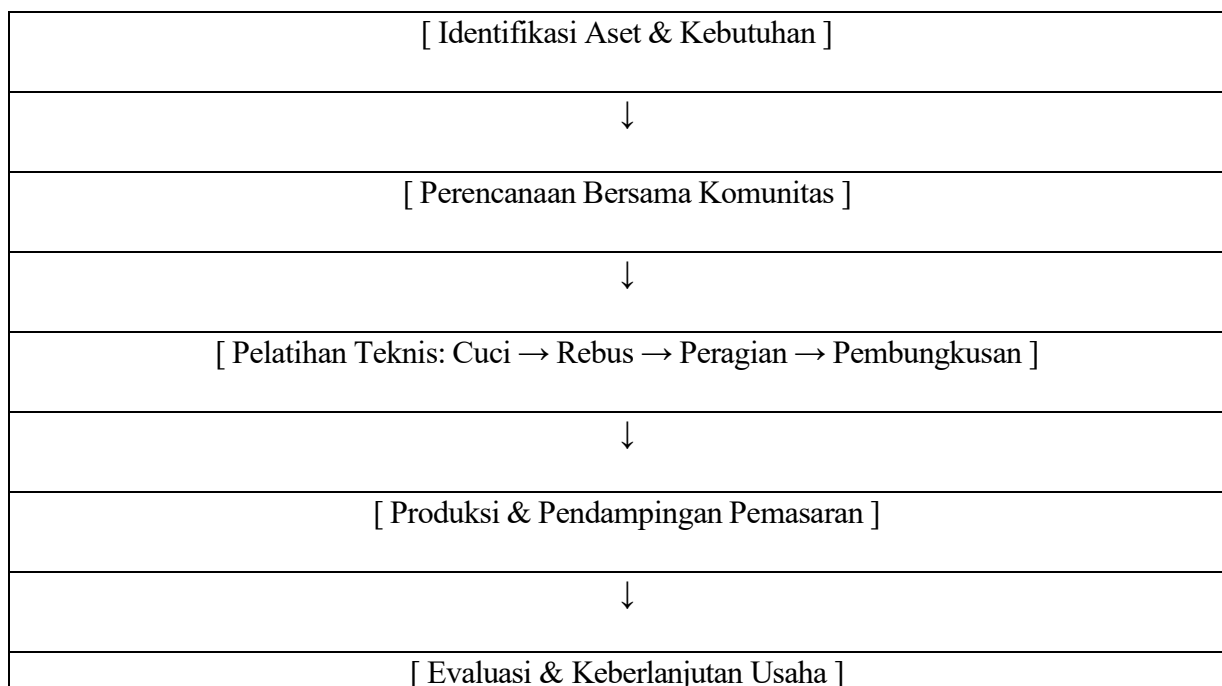 [ Identifikasi Aset & Kebutuhan ]
↓
[ Perencanaan Bersama Komunitas ]
↓
[ Pelatihan Teknis: Cuci → Rebus → Peragian → Pembungkusan ]
↓
[ Produksi & Pendampingan Pemasaran ]
↓
[ Evaluasi & Keberlanjutan Usaha ]